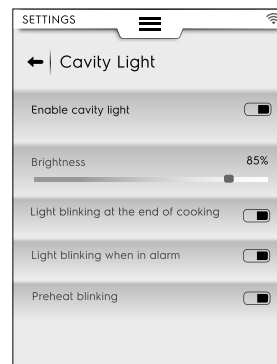 SETTINGS
Cavity Light
Enable cavity light
Brightness 85%
Light blinking at the end of cooking
Light blinking when in alarm
Preheat blinking